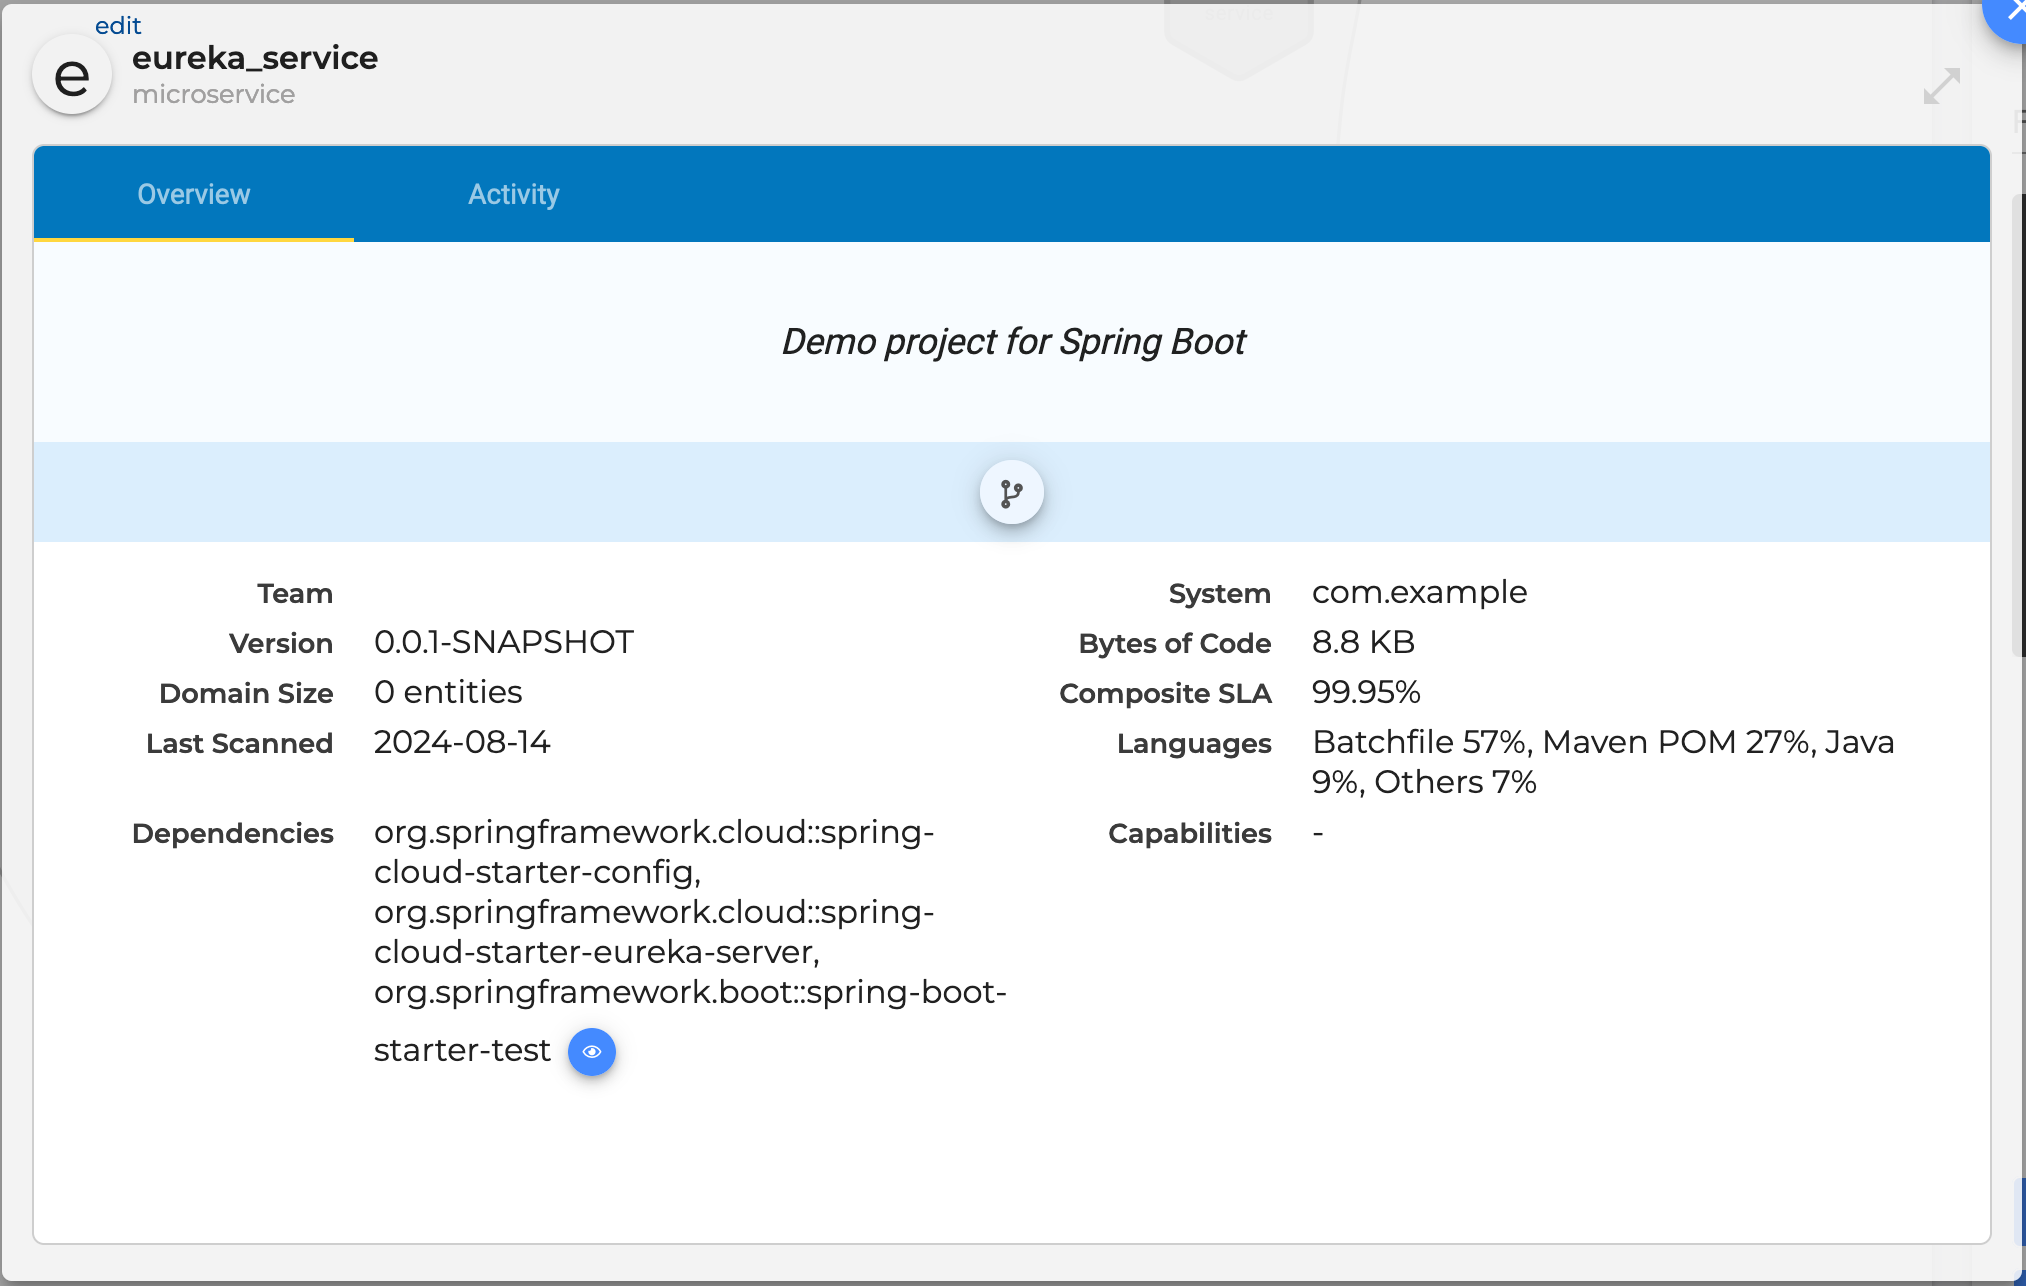 edit
eureka_service
microservice
Overview
Activity
Demo project for Spring Boot
Team
System com.example
Version 0.0.1-SNAPSHOT
Bytes of Code 8.8 KB
Domain Size 0 entities
Composite SLA 99.95%
Last Scanned 2024-08-14
Languages Batchfile 57%, Maven POM 27%, Java
9%, Others 7%
Dependencies org.springframework.cloud::spring-
cloud-starter-config,
org.springframework.cloud::spring-
cloud-starter-eureka-server,
org.springframework.boot::spring-boot-
starter-test
Capabilities -